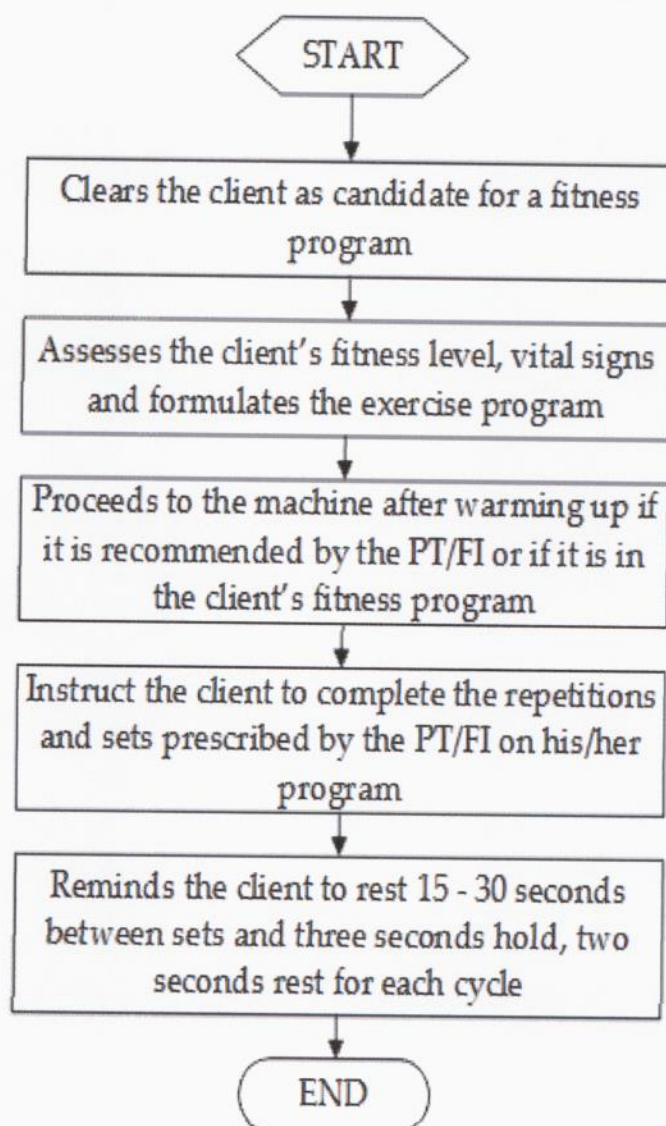 START
Clears the client as candidate for a fitness
program
Assesses the client's fitness level, vital signs
and formulates the exercise program
Proceeds to the machine after warming up if
it is recommended by the PT/FI or if it is in
the client's fitness program
Instruct the client to complete the repetitions
and sets prescribed by the PT/FI on his/her
program
Reminds the client to rest 15 - 30 seconds
between sets and three seconds hold, two
seconds rest for each cycle
END